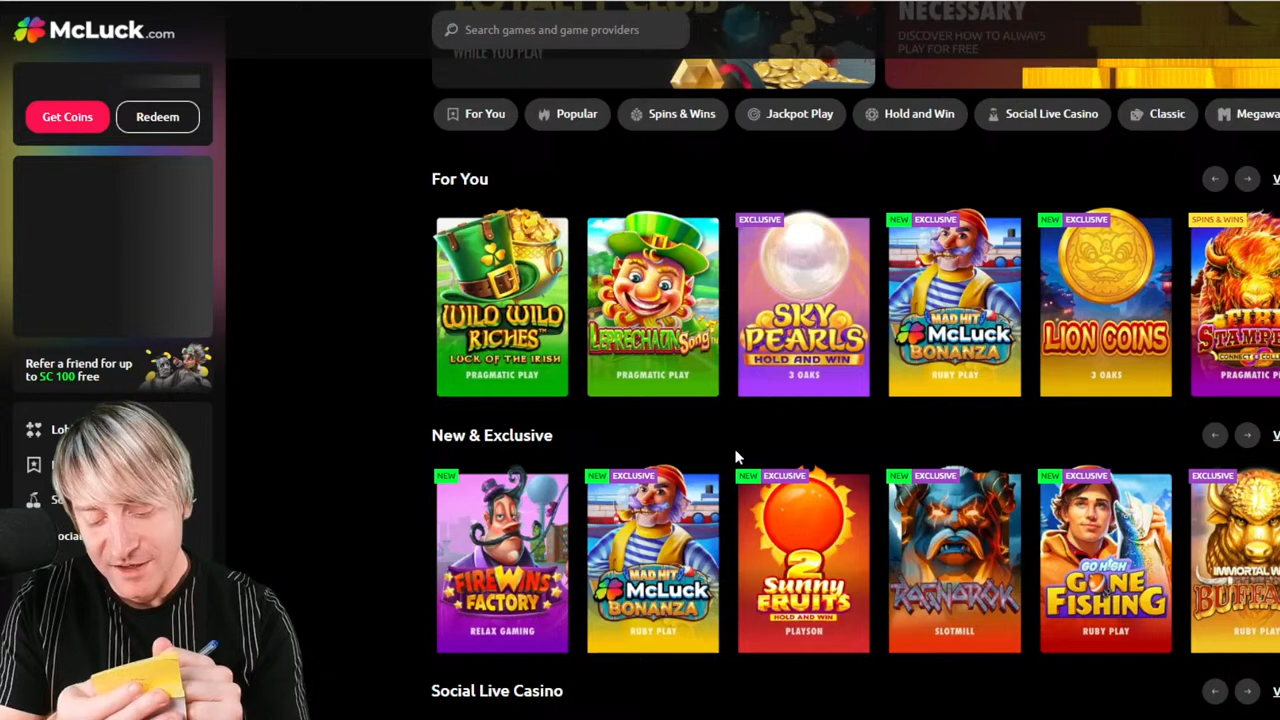 McLuck.com
Search games and game providers
WHILE YOU PLAY
NECESSARY
DISCOVER HOW TO ALWAYS
PLAY FOR FREE
Get Coins
Redeem
For You
Popular
Spins & Wins
Jackpot Play
Hold and Win
Social Live Casino
Classic
For You
WILD WILD
RICHES™
LUCK OF THE IRISH
PRAGMATIC PLAY
LEPRECHAUN
Song™
PRAGMATIC PLAY
EXCLUSIVE
SKY
PEARLS
HOLD AND WIN
3 OAKS
NEW EXCLUSIVE
MAD HIT
McLuck
BONANZA
RUBY PLAY
NEW EXCLUSIVE
LION COINS
3 OAKS
SPINS & WINS
Refer a friend for up
to SC 100 free
New & Exclusive
NEW
FIREWINS
FACTORY
RELAX GAMING
NEW EXCLUSIVE
MAD HIT
McLuck
BONANZA
RUBY PLAY
NEW EXCLUSIVE
2
Sunny
FRUITS
HOLD AND WIN
PLAYSON
NEW EXCLUSIVE
RAGNAROK
SLOTMILL
NEW EXCLUSIVE
GO HIGH
GONE
FISHING
RUBY PLAY
EXCLUSIVE
Social Live Casino